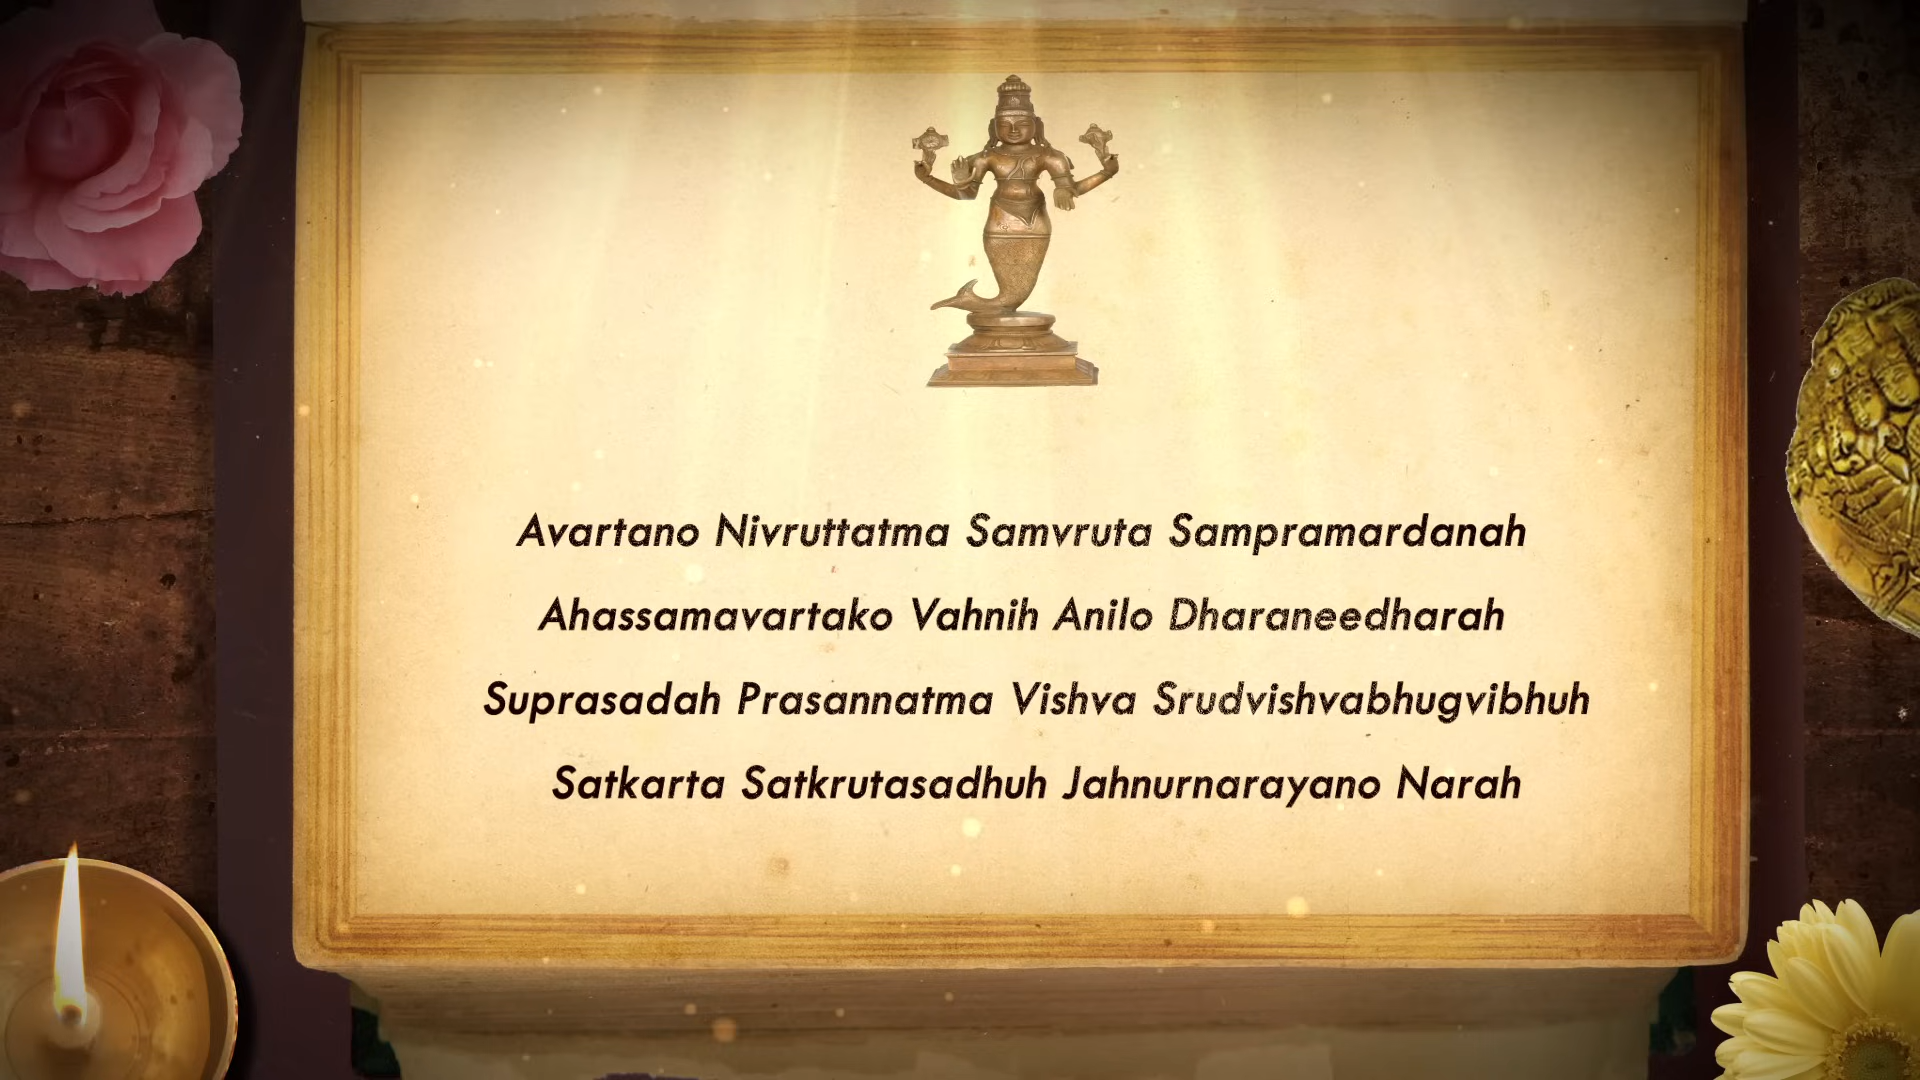 Avartano Nivruttatma Samvruta Sampramardanah
Ahassamavartako Vahnih Anilo Dharaneedharah
Suprasadah Prasannatma Vishva Srudvishvabhugvibhuh
Satkarta Satkrutasadhuh Jahnurnarayano Narah